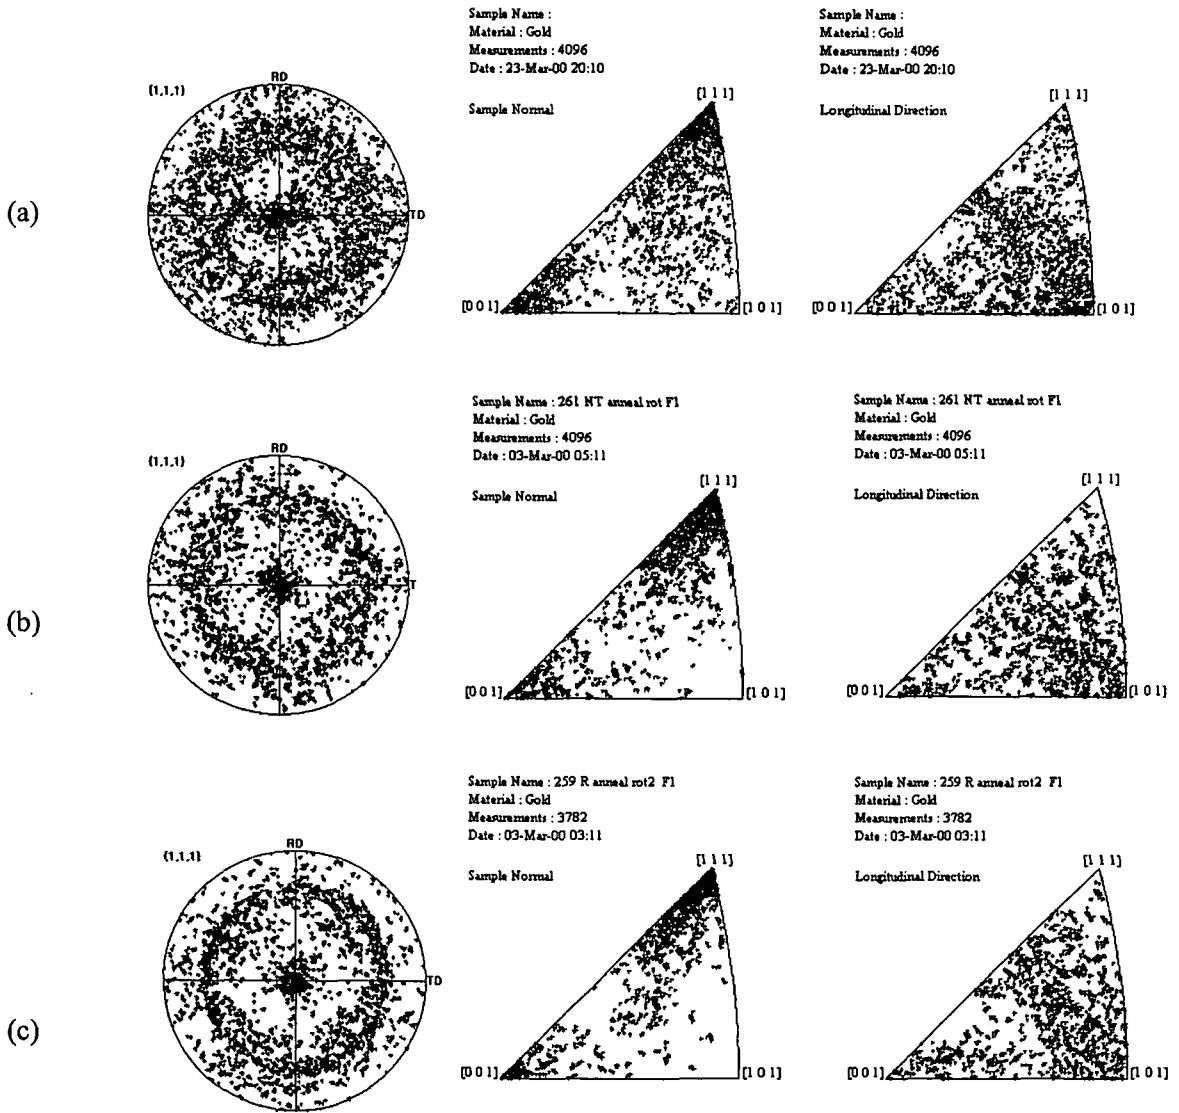 Sample Name :
Material : Gold
Measurements : 4096
Date : 23-Mar-00 20:10
Sample Name :
Material : Gold
Measurements : 4096
Date : 23-Mar-00 20:10
(a)
{1,1,1}
RD
TD
Sample Normal
[1 1 1]
[0 0 1]
[1 0 1]
Longitudinal Direction
[1 1 1]
[0 0 1]
[1 0 1]
Sample Name : 261 NT anneal rot F1
Material : Gold
Measurements : 4096
Date : 03-Mar-00 05:11
Sample Name : 261 NT anneal rot F1
Material : Gold
Measurements : 4096
Date : 03-Mar-00 05:11
(b)
{1,1,1}
RD
T
Sample Normal
[1 1 1]
[0 0 1]
[1 0 1]
Longitudinal Direction
[1 1 1]
[0 0 1]
[1 0 1]
Sample Name : 259 R anneal rot2 F1
Material : Gold
Measurements : 3782
Date : 03-Mar-00 03:11
Sample Name : 259 R anneal rot2 F1
Material : Gold
Measurements : 3782
Date : 03-Mar-00 03:11
(c)
{1,1,1}
RD
TD
Sample Normal
[1 1 1]
[0 0 1]
[1 0 1]
Longitudinal Direction
[1 1 1]
[0 0 1]
[1 0 1]